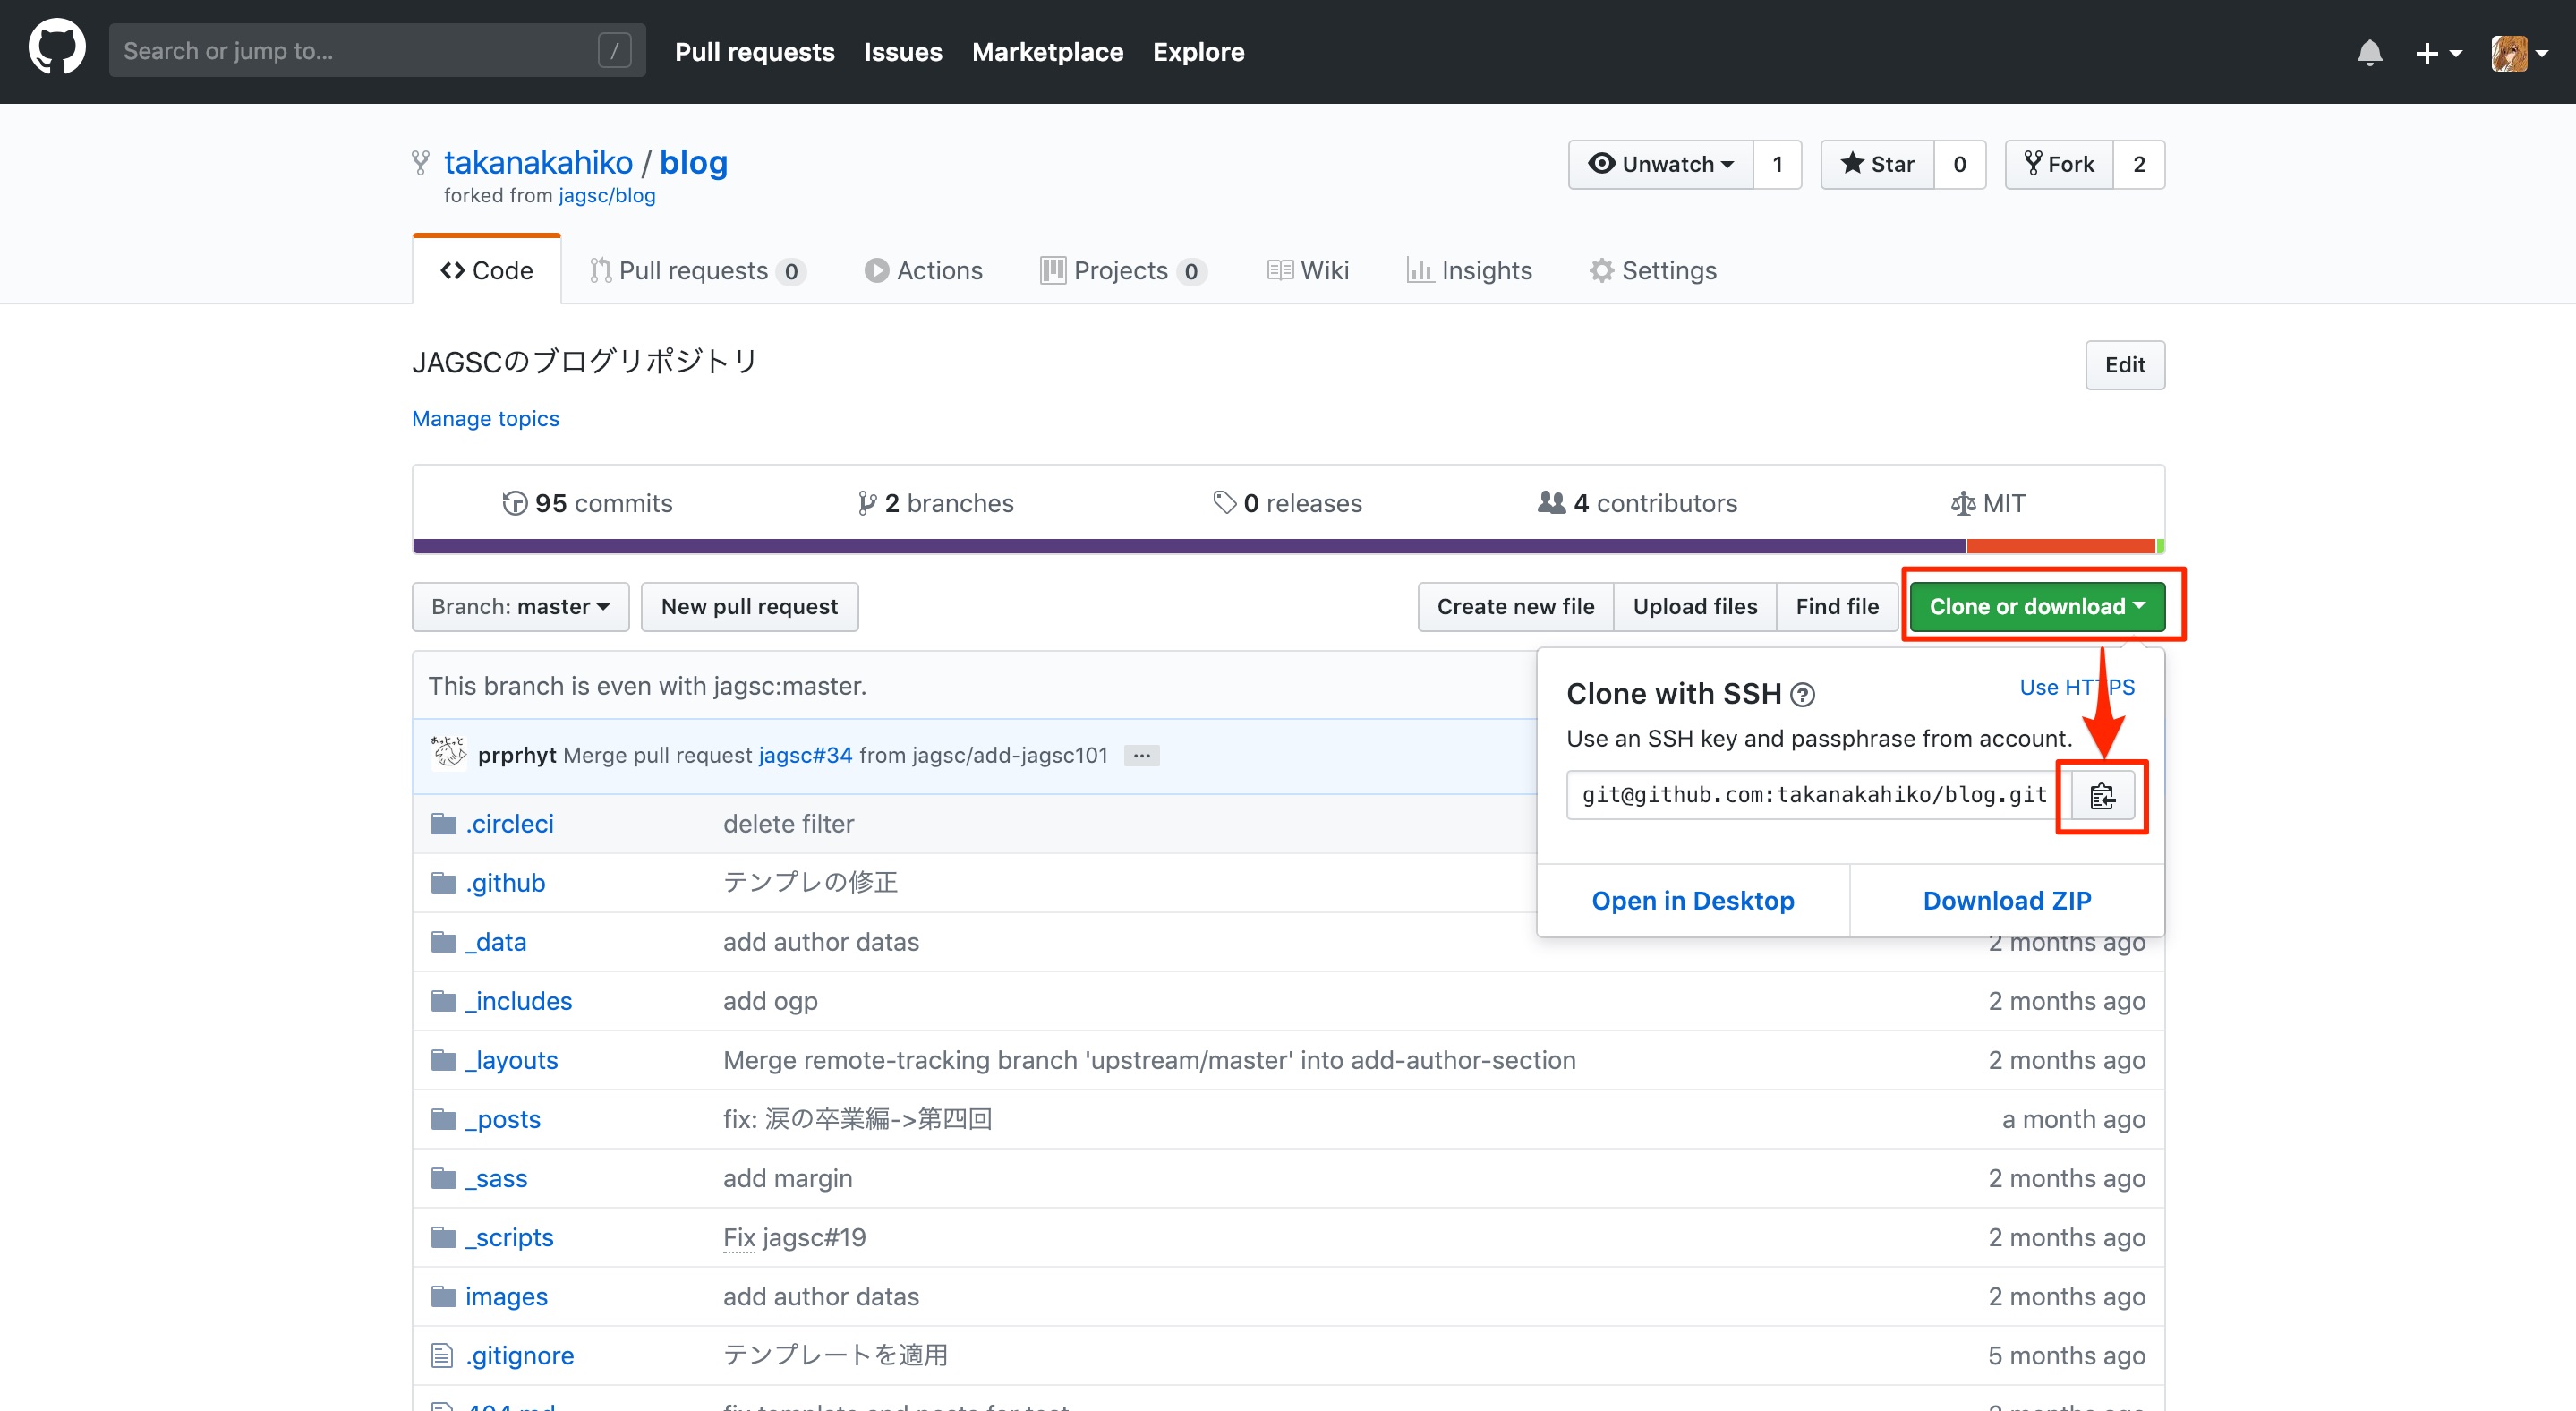 Search or jump to... /
Pull requests Issues Marketplace Explore
takanakahiko / blog
forked from jagsc/blog
Unwatch 1 Star 0 Fork 2
Code Pull requests 0 Actions Projects 0 Wiki Insights Settings
JAGSCのブログリポジトリ
Edit
Manage topics
95 commits 2 branches 0 releases 4 contributors MIT
Branch: master New pull request Create new file Upload files Find file Clone or download
This branch is even with jagsc:master.
prprhyt Merge pull request jagsc#34 from jagsc/add-jagsc101 ...
Clone with SSH ? Use HTTPS
Use an SSH key and passphrase from account.
git@github.com:takanakahiko/blog.git
Open in Desktop Download ZIP
.circleci delete filter
.github テンプレの修正
_data add author datas 2 months ago
_includes add ogp 2 months ago
_layouts Merge remote-tracking branch 'upstream/master' into add-author-section 2 months ago
_posts fix: 涙の卒業編->第四回 a month ago
_sass add margin 2 months ago
_scripts Fix jagsc#19 2 months ago
images add author datas 2 months ago
.gitignore テンプレートを適用 5 months ago
404.md fix template and posts for test